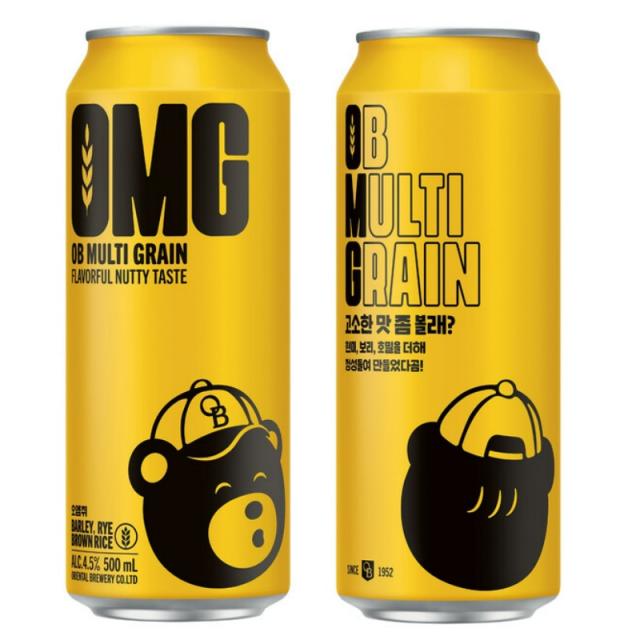 OMG
OB MULTI GRAIN
FLAVORFUL NUTTY TASTE
OB
오엠쥐
BARLEY, RYE
BROWN RICE
ALC.4.5% 500 mL
ORIENTAL BREWERY CO.LTD
OB
MULTI
GRAIN
고소한 맛 좀 볼래?
현미, 보리, 호밀을 더해
정성들여 만들었다곰!
SINCE OB 1952